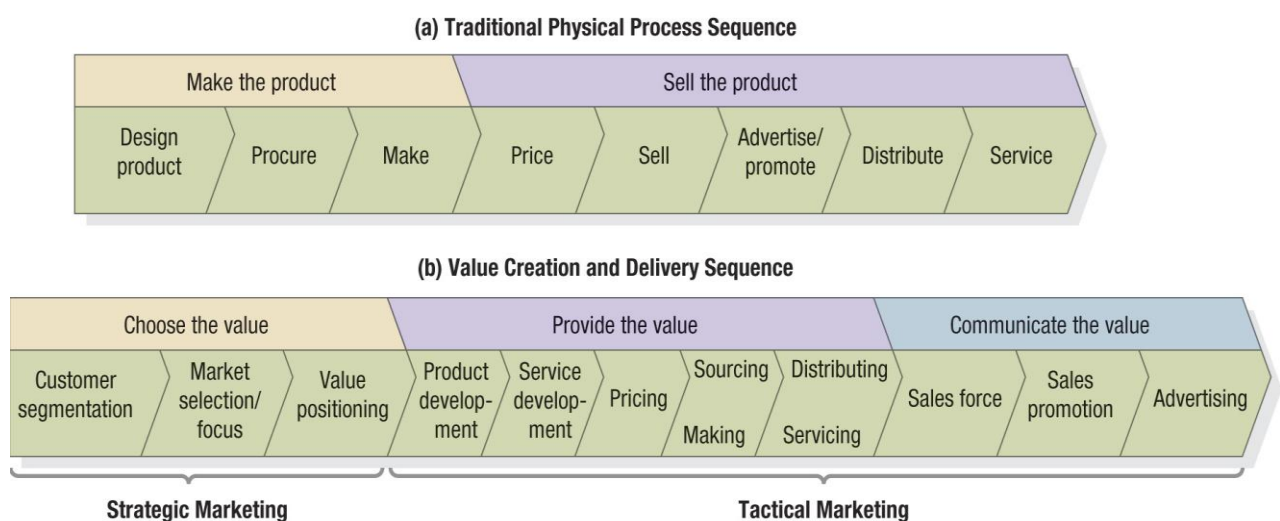 (a) Traditional Physical Process Sequence
Make the product
Sell the product
Design
product
Procure
Make
Price
Sell
Advertise/
promote
Distribute
Service
(b) Value Creation and Delivery Sequence
Choose the value
Provide the value
Communicate the value
Customer
segmentation
Market
selection/
focus
Value
positioning
Product
develop-
ment
Service
develop-
ment
Pricing
Sourcing
Making
Distributing
Servicing
Sales force
Sales
promotion
Advertising
Strategic Marketing
Tactical Marketing